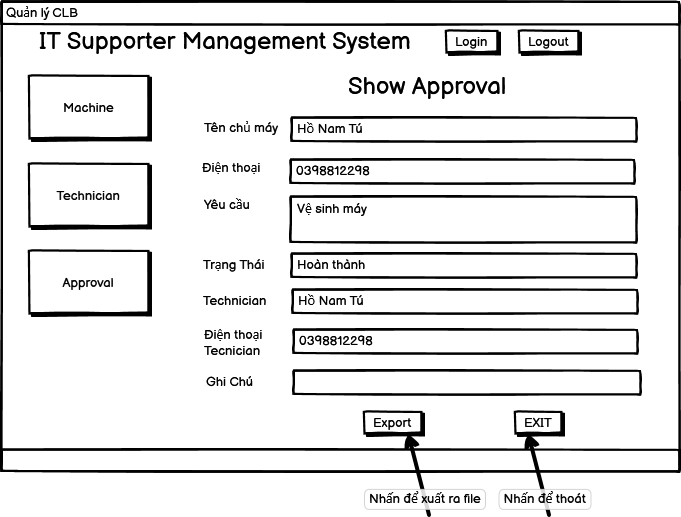 Quản lý CLB
IT Supporter Management System
Login
Logout
Show Approval
Machine
Technician
Approval
Tên chủ máy
Hồ Nam Tú
Điện thoại
0398812298
Yêu cầu
Vệ sinh máy
Trạng Thái
Hoàn thành
Technician
Hồ Nam Tú
Điện thoại
Tecnician
0398812298
Ghi Chú
Export
EXIT
Nhấn để xuất ra file
Nhấn để thoát